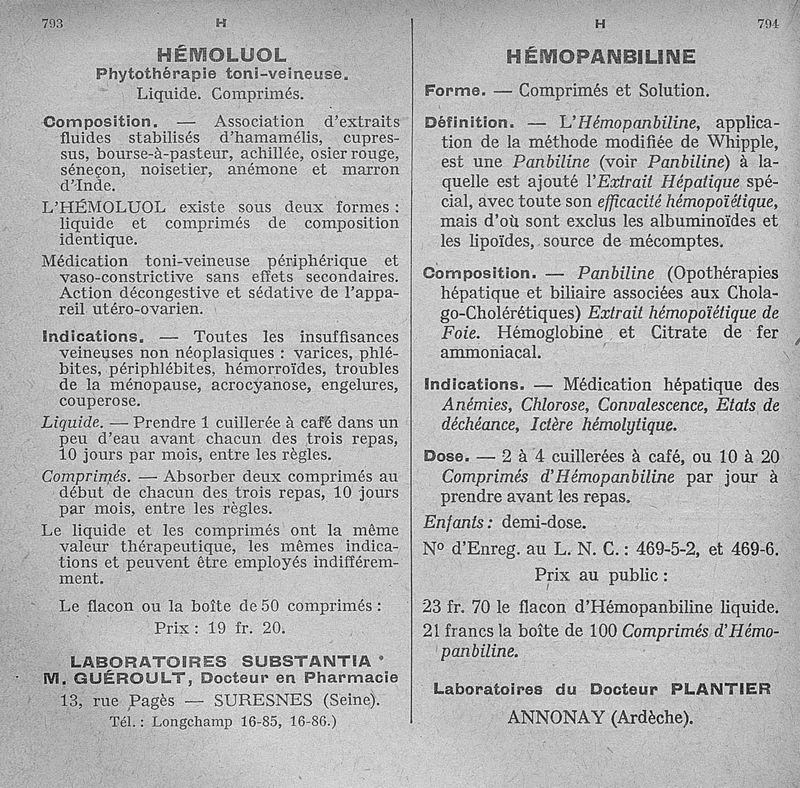 793
H
HÉMOLUOL
Phytothérapie toni-veineuse.
Liquide. Comprimés.
Composition. — Association d'extraits
fluides stabilisés d'hamamélis, cupres-
sus, bourse-à-pasteur, achillée, osier rouge,
séneçon, noisetier, anémone et marron
d'Inde.
L'HÉMOLUOL existe sous deux formes :
liquide et comprimés de composition
identique.
Médication toni-veineuse périphérique et
vaso-constrictive sans effets secondaires.
Action décongestive et sédative de l'appa-
reil utéro-ovarien.
Indications. — Toutes les insuffisances
veineuses non néoplasiques : varices, phlé-
bites, périphlébites, hémorroïdes, troubles
de la ménopause, acrocyanose, engelures,
couperose.
Liquide. — Prendre 1 cuillerée à café dans un
peu d'eau avant chacun des trois repas,
10 jours par mois, entre les règles.
Comprimés. — Absorber deux comprimés au
début de chacun des trois repas, 10 jours
par mois, entre les règles.
Le liquide et les comprimés ont la même
valeur thérapeutique, les mêmes indica-
tions et peuvent être employés indifférem-
ment.
Le flacon ou la boîte de 50 comprimés :
Prix : 19 fr. 20.
LABORATOIRES SUBSTANTIA
M. GUÉROULT, Docteur en Pharmacie
13, rue Pagès — SURESNES (Seine).
Tél. : Longchamp 16-85, 16-86.)
H
794
HÉMOPANBILINE
Forme. — Comprimés et Solution.
Définition. — L'Hémopanbiline, applica-
tion de la méthode modifiée de Whipple,
est une Panbiline (voir Panbiline) à la-
quelle est ajouté l'Extrait Hépatique spé-
cial, avec toute son efficacité hémopoïétique,
mais d'où sont exclus les albuminoïdes et
les lipoïdes, source de mécomptes.
Composition. — Panbiline (Opothérapies
hépatique et biliaire associées aux Chola-
go-Cholérétiques) Extrait hémopoïétique de
Foie. Hémoglobine et Citrate de fer
ammoniacal.
Indications. — Médication hépatique des
Anémies, Chlorose, Convalescence, Etats de
déchéance, Ictère hémolytique.
Dose. — 2 à 4 cuillerées à café, ou 10 à 20
Comprimés d'Hémopanbiline par jour à
prendre avant les repas.
Enfants : demi-dose.
Nº d'Enreg. au L. N. C. : 469-5-2, et 469-6.
Prix au public :
23 fr. 70 le flacon d'Hémopanbiline liquide.
21 francs la boîte de 100 Comprimés d'Hémo-
panbiline.
Laboratoires du Docteur PLANTIER
ANNONAY (Ardèche).